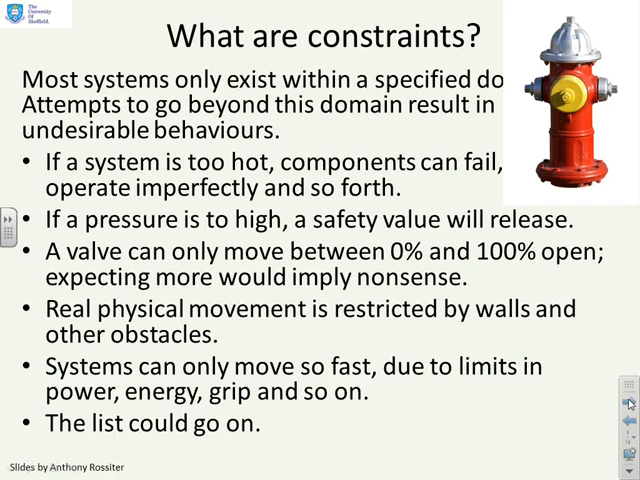 The
University
Of
Sheffield.
What are constraints?
Most systems only exist within a specified do
Attempts to go beyond this domain result in
undesirable behaviours.
• If a system is too hot, components can fail,
operate imperfectly and so forth.
• If a pressure is to high, a safety value will release.
• A valve can only move between 0% and 100% open;
expecting more would imply nonsense.
• Real physical movement is restricted by walls and
other obstacles.
• Systems can only move so fast, due to limits in
power, energy, grip and so on.
• The list could go on.
Slides by Anthony Rossiter